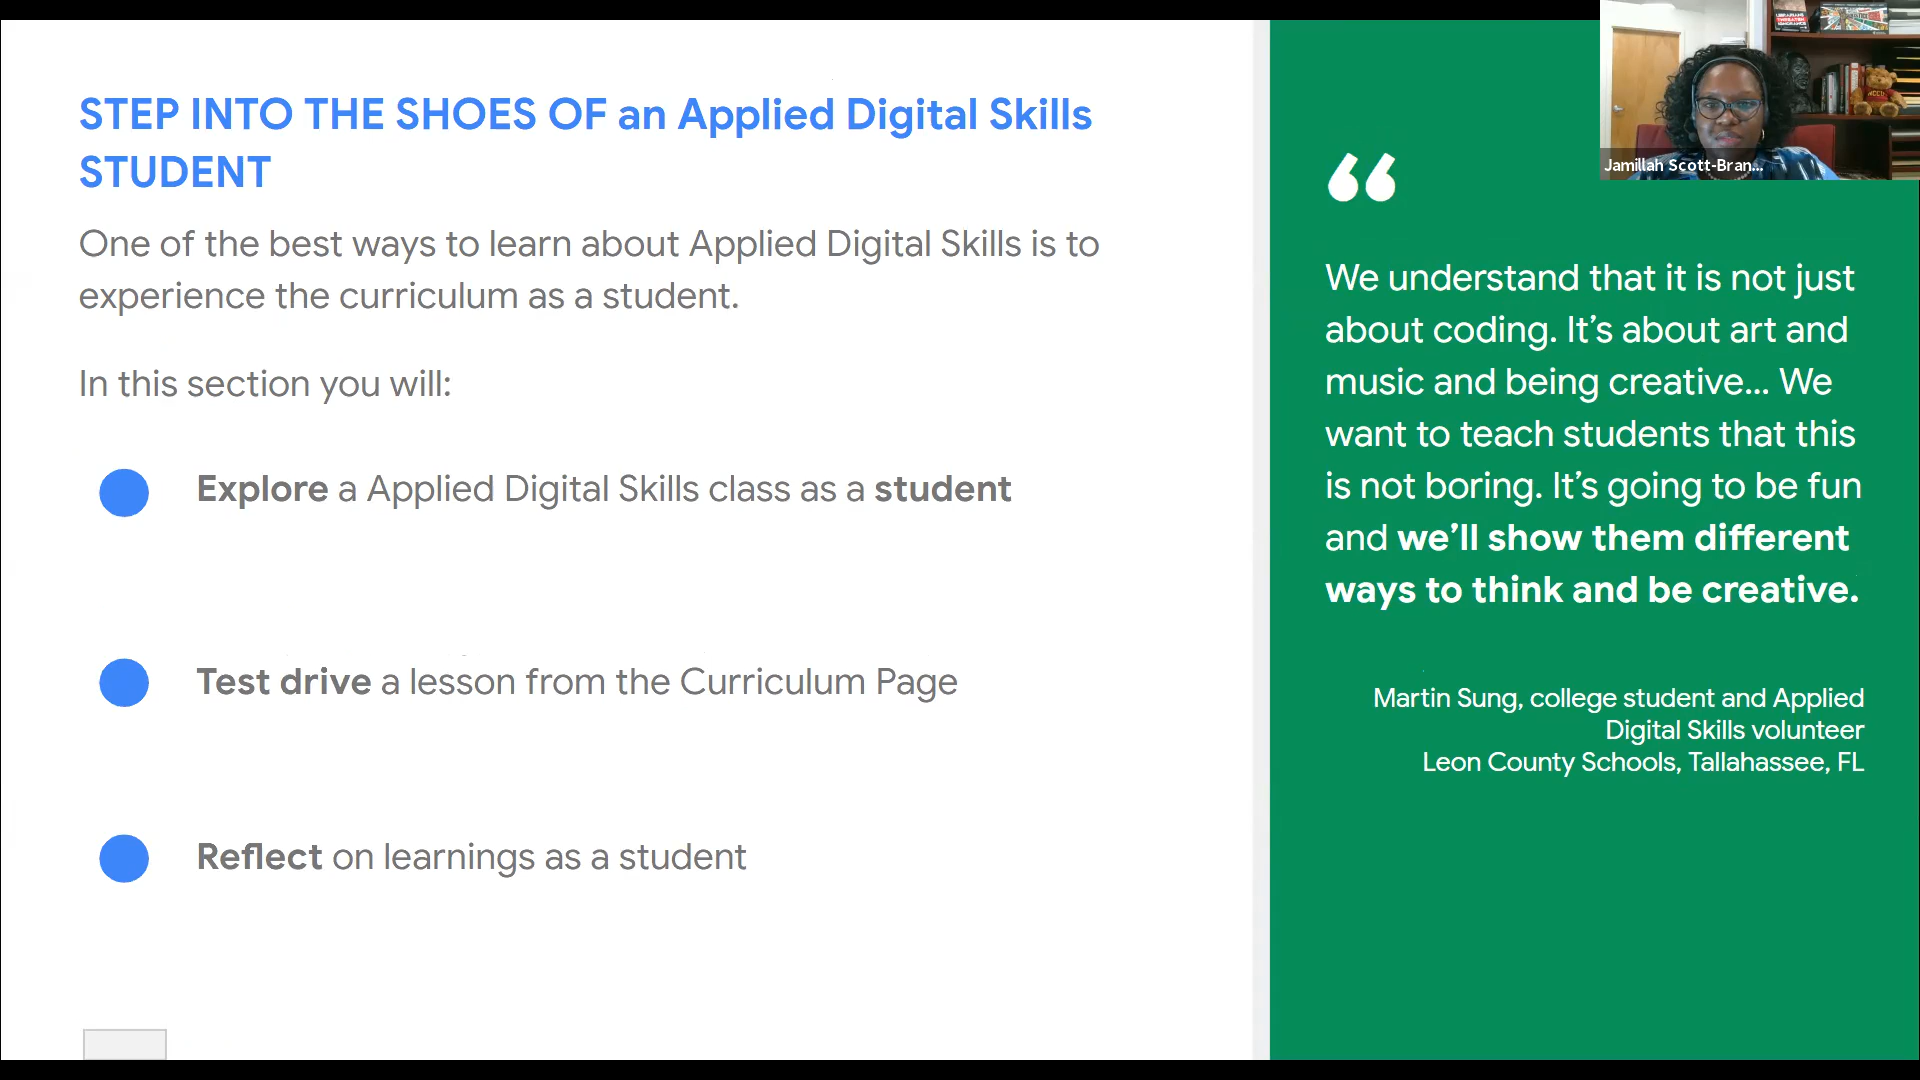 STEP INTO THE SHOES OF an Applied Digital Skills
STUDENT
One of the best ways to learn about Applied Digital Skills is to
experience the curriculum as a student.
In this section you will:
Explore a Applied Digital Skills class as a student
Test drive a lesson from the Curriculum Page
Reflect on learnings as a student
“
We understand that it is not just
about coding. It’s about art and
music and being creative... We
want to teach students that this
is not boring. It’s going to be fun
and we’ll show them different
ways to think and be creative.
Martin Sung, college student and Applied
Digital Skills volunteer
Leon County Schools, Tallahassee, FL
LIBRARIANS
THREATEN
IGNORANCE
NCCU
Jamillah Scott-Bran...